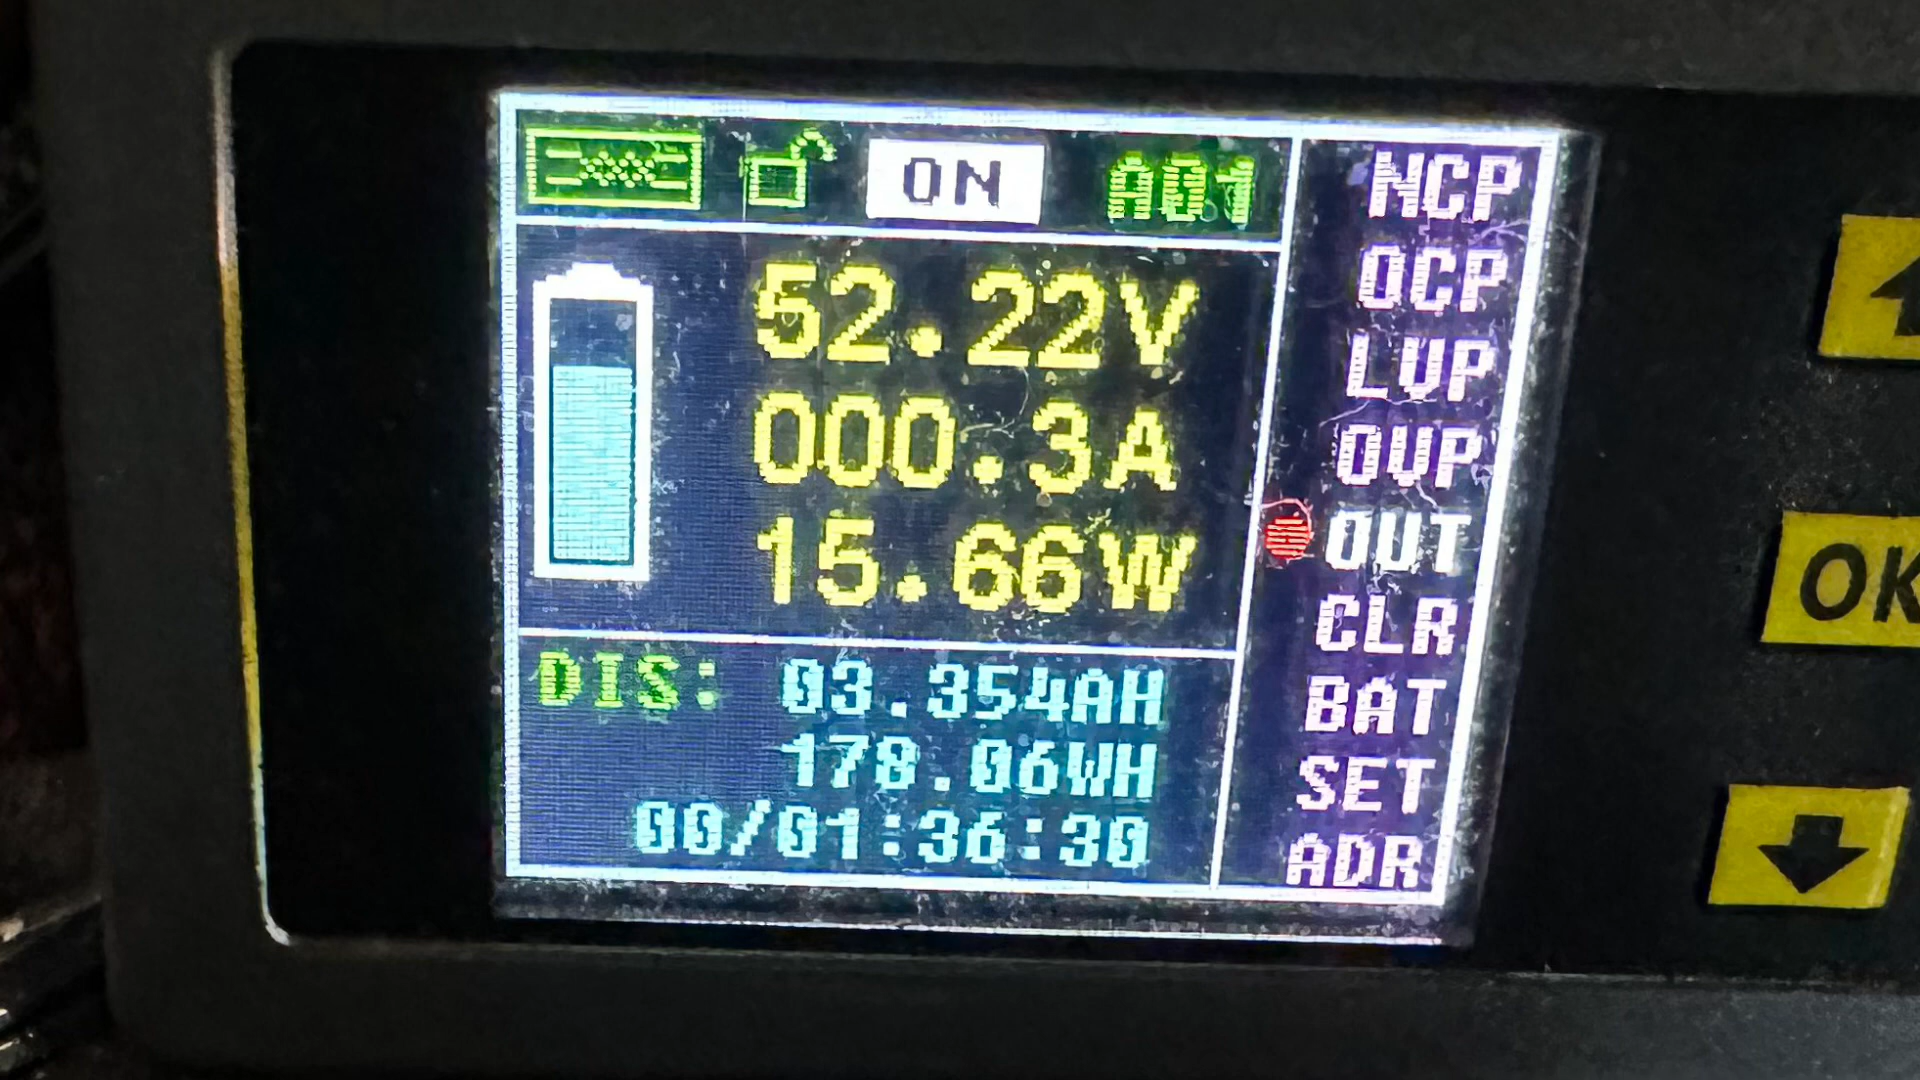 ON A01
52.22V
000.3A
15.66W
DIS: 03.354AH
178.06WH
00/01:36:30
NCP
OCP
LVP
OVP
OUT
CLR
BAT
SET
ADR
OK